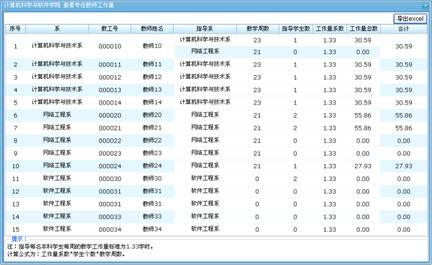 计算机科学与软件学院 查看专业教师工作量
导出excel
序号 系 教工号 教师姓名 指导系 教学周数 指导学生数 工作量系数 工作量总数 合计
1 计算机科学与技术系 000010 教师10 计算机科学与技术系 23 1 1.33 30.59 30.59
网络工程系 21 0 1.33 0.00
2 计算机科学与技术系 000011 教师11 计算机科学与技术系 23 1 1.33 30.59 30.59
3 计算机科学与技术系 000012 教师12 计算机科学与技术系 23 1 1.33 30.59 30.59
4 计算机科学与技术系 000013 教师13 计算机科学与技术系 23 1 1.33 30.59 30.59
5 计算机科学与技术系 000014 教师14 计算机科学与技术系 23 1 1.33 30.59 30.59
6 网络工程系 000020 教师20 网络工程系 21 2 1.33 55.86 55.86
7 网络工程系 000021 教师21 网络工程系 21 2 1.33 55.86 55.86
8 网络工程系 000022 教师22 网络工程系 21 0 1.33 0.00 0.00
9 网络工程系 000023 教师23 网络工程系 21 0 1.33 0.00 0.00
10 网络工程系 000024 教师24 网络工程系 21 1 1.33 27.93 27.93
11 软件工程系 000030 教师30 软件工程系 0 2 1.33 0.00 0.00
12 软件工程系 000031 教师31 软件工程系 0 0 1.33 0.00 0.00
13 软件工程系 000031 教师31 软件工程系 0 0 1.33 0.00 0.00
14 软件工程系 000033 教师33 软件工程系 0 0 1.33 0.00 0.00
15 软件工程系 000034 教师34 软件工程系 0 0 1.33 0.00 0.00
提示:
注:指导每名本科学生每周的教学工作量标准为1.33学时。
计算公式为:工作量系数*学生个数*教学周数。